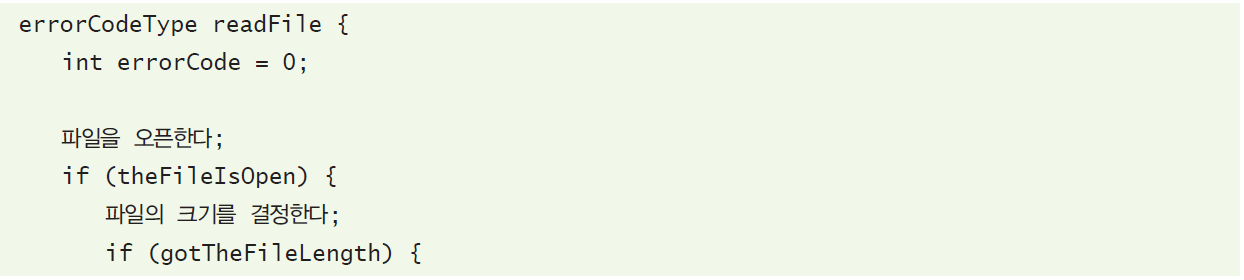 errorCodeType readFile {
int errorCode = 0;
파일을 오픈한다;
if (theFileIsOpen) {
파일의 크기를 결정한다;
if (gotTheFileLength) {